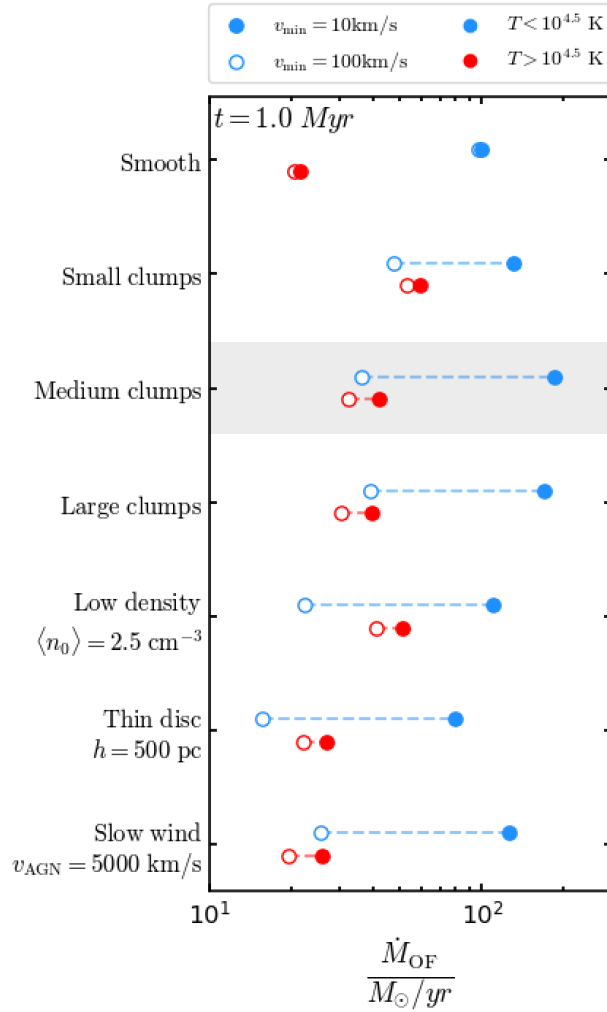 v_min = 10km/s T < 10^4.5 K
v_min = 100km/s T > 10^4.5 K
t = 1.0 Myr
Smooth
Small clumps
Medium clumps
Large clumps
Low density
⟨n_0⟩ = 2.5 cm^−3
Thin disc
h = 500 pc
Slow wind
v_AGN = 5000 km/s
10^1 10^2
Ṁ_OF
M_⊙/yr